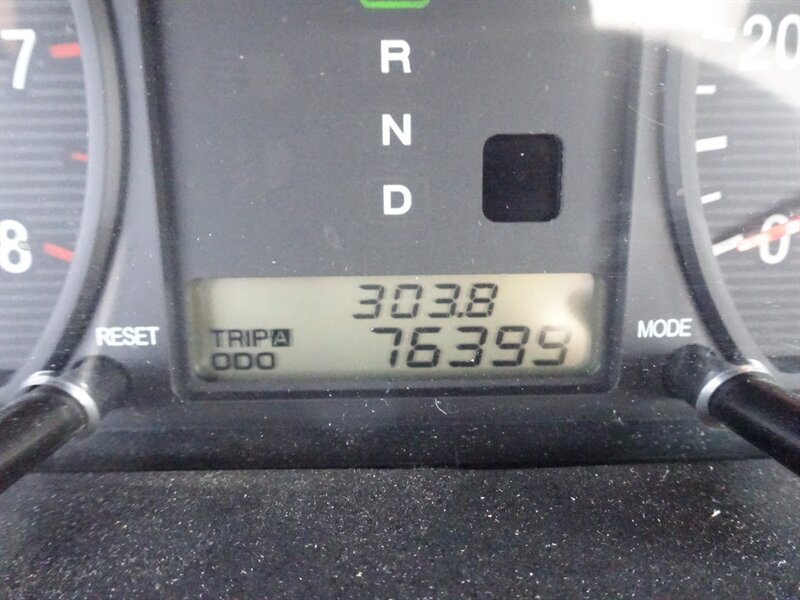 R
N
D
7
8
20
0
303.8
TRIP A
ODO 76399
RESET
MODE